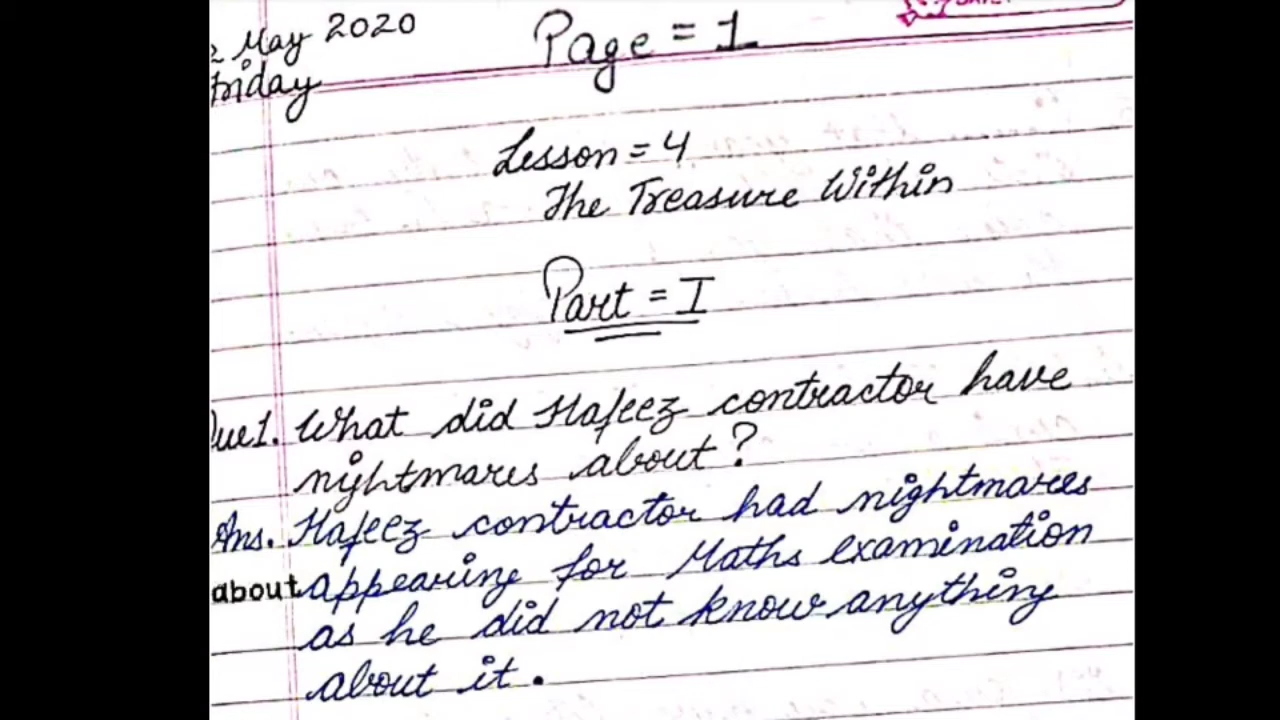 May 2020
Friday
Page = 1
Lesson = 4
The Treasure Within
Part = I
Que1. What did Hafeez contractor have
nightmares about?
Ans. Hafeez contractor had nightmares
about appearing for Maths examination
as he did not know anything
about it.